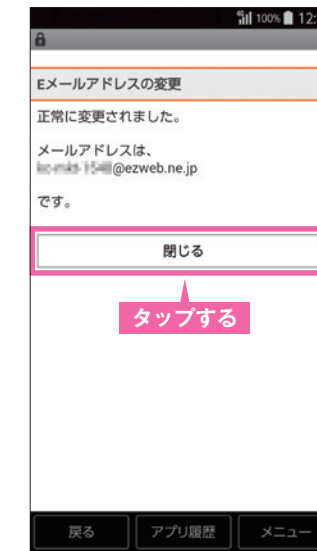 100% 12:
Eメールアドレスの変更
正常に変更されました。
メールアドレスは、
@ezweb.ne.jp
です。
閉じる
タップする
戻る アプリ履歴 メニュー